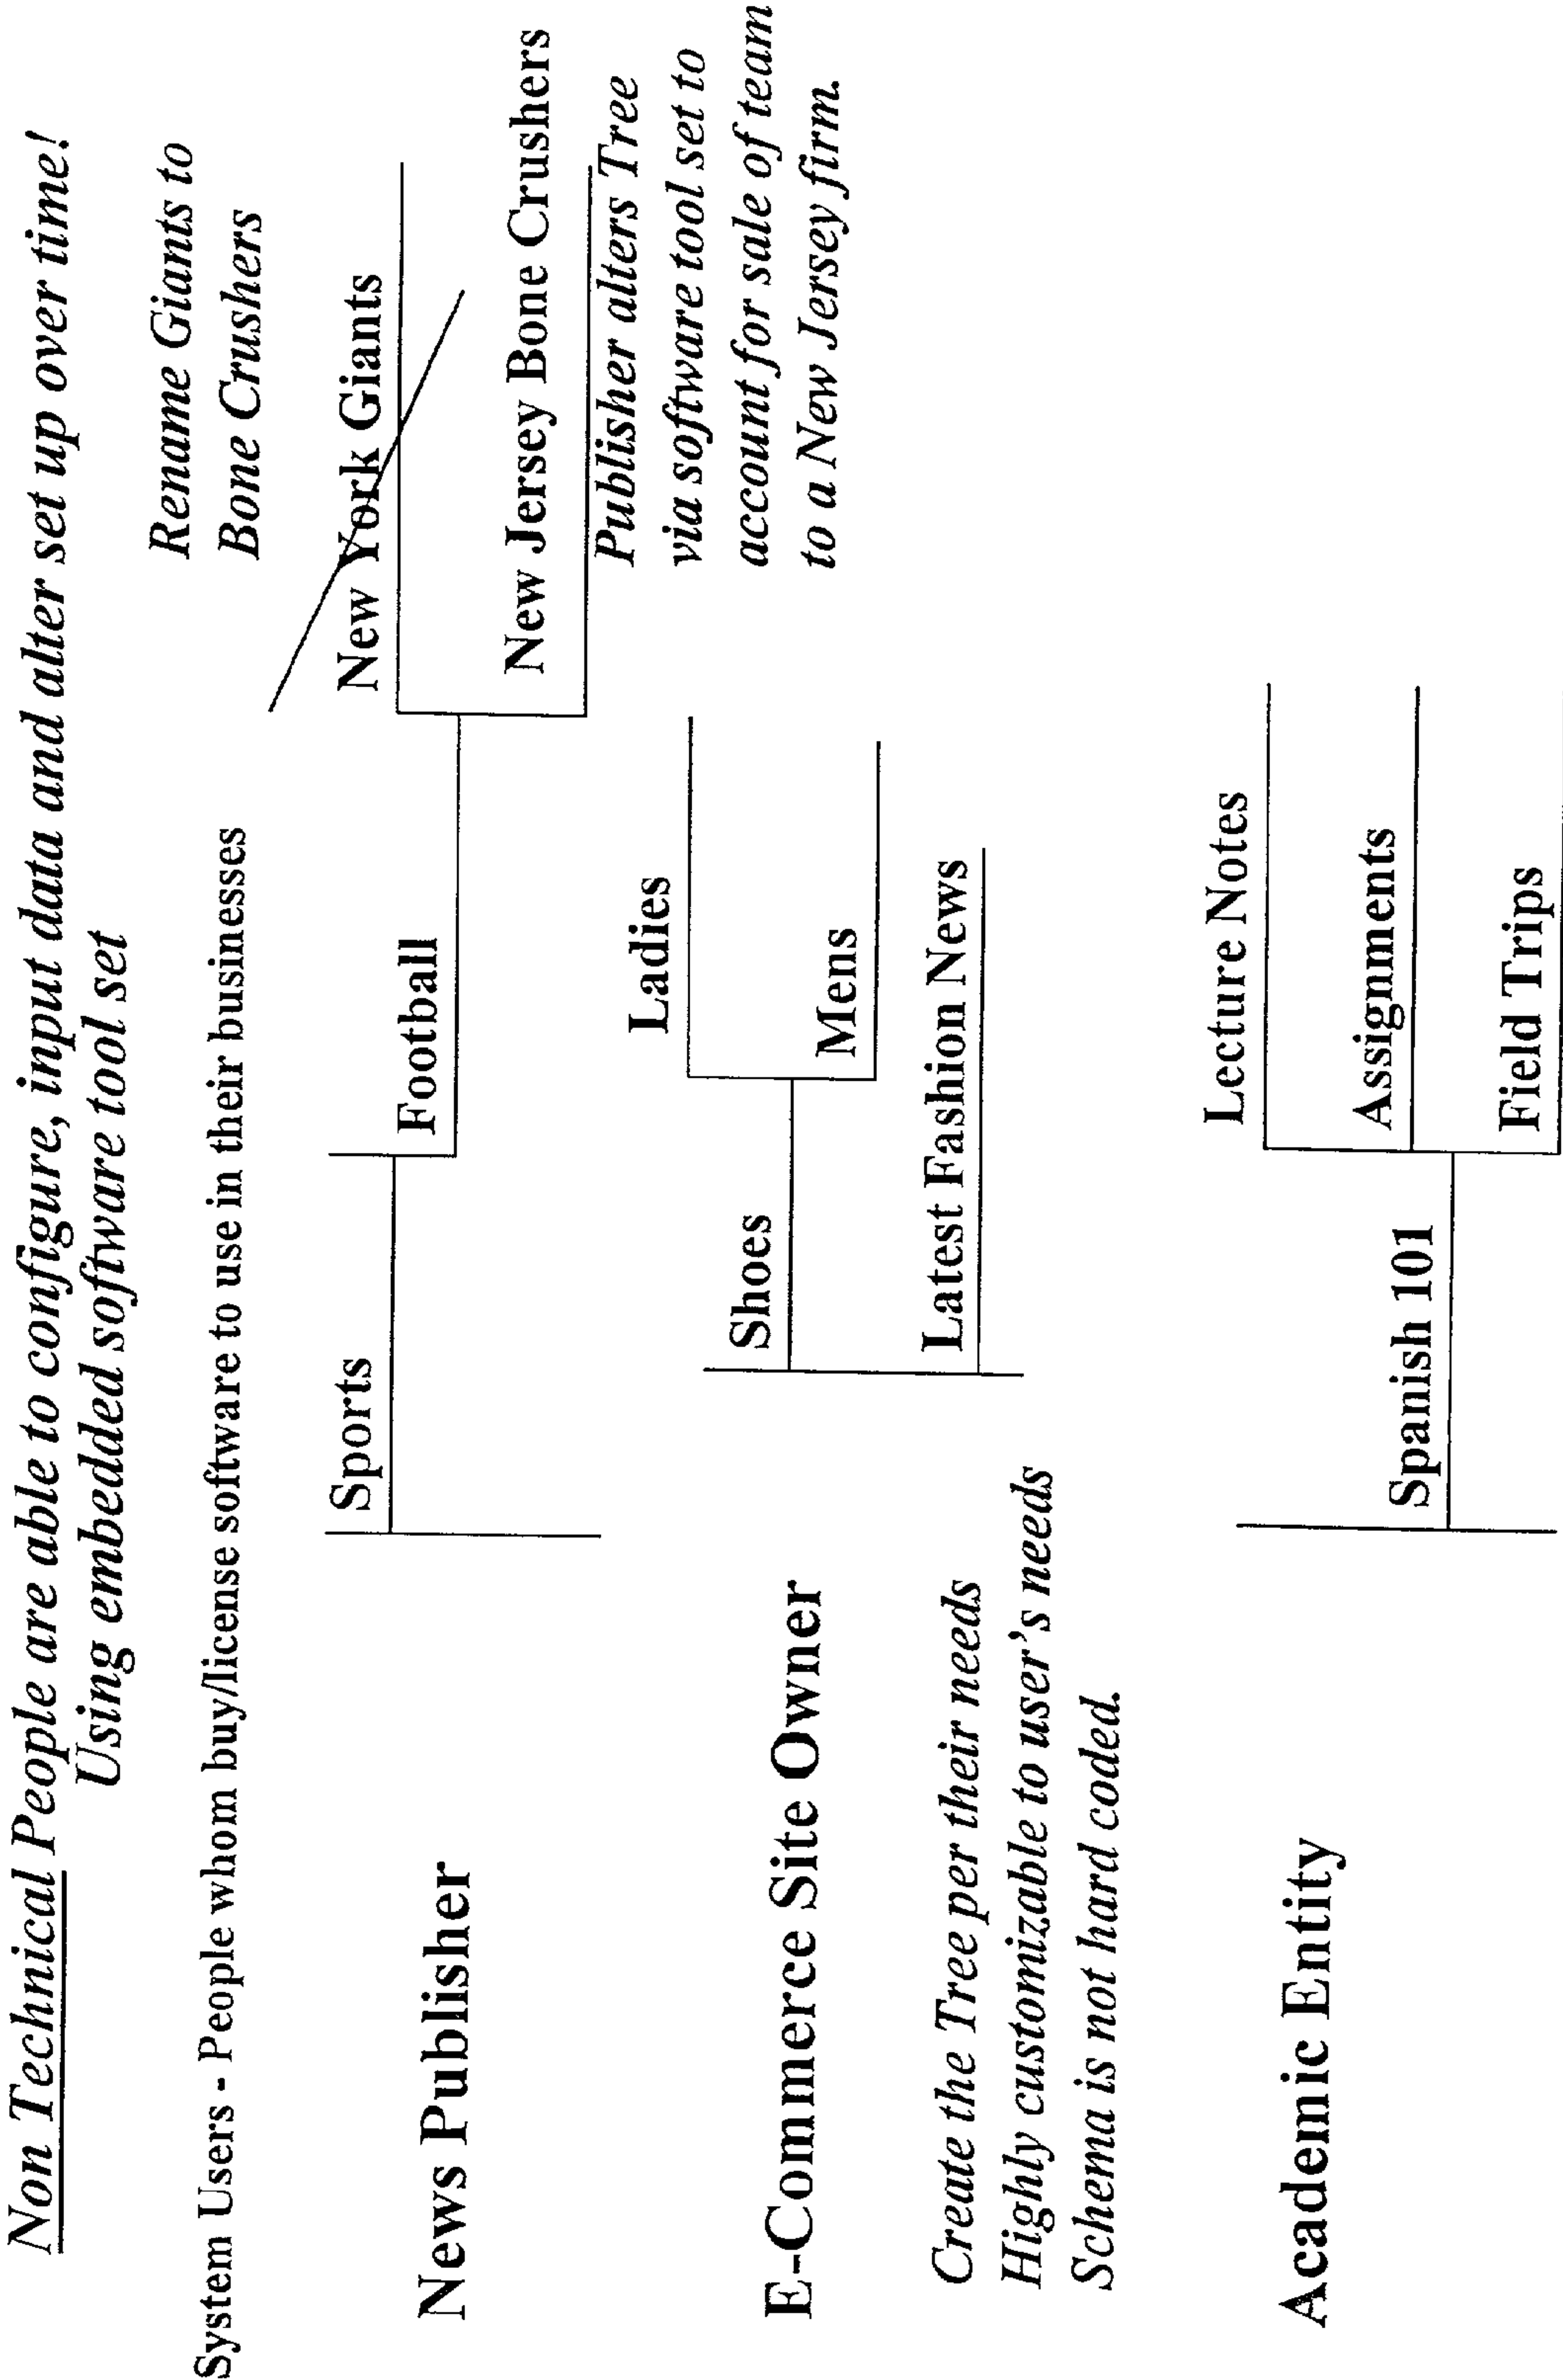 Non Technical People are able to configure, input data and alter set up over time!
Using embedded software tool set
System Users - People whom buy/license software to use in their businesses
Rename Giants to
Bone Crushers
News Publisher
Sports
Football
New York Giants
New Jersey Bone Crushers
Publisher alters Tree
via software tool set to
account for sale of team
to a New Jersey firm.
E-Commerce Site Owner
Shoes
Ladies
Mens
Latest Fashion News
Create the Tree per their needs
Highly customizable to user's needs
Schema is not hard coded.
Academic Entity
Spanish 101
Lecture Notes
Assignments
Field Trips